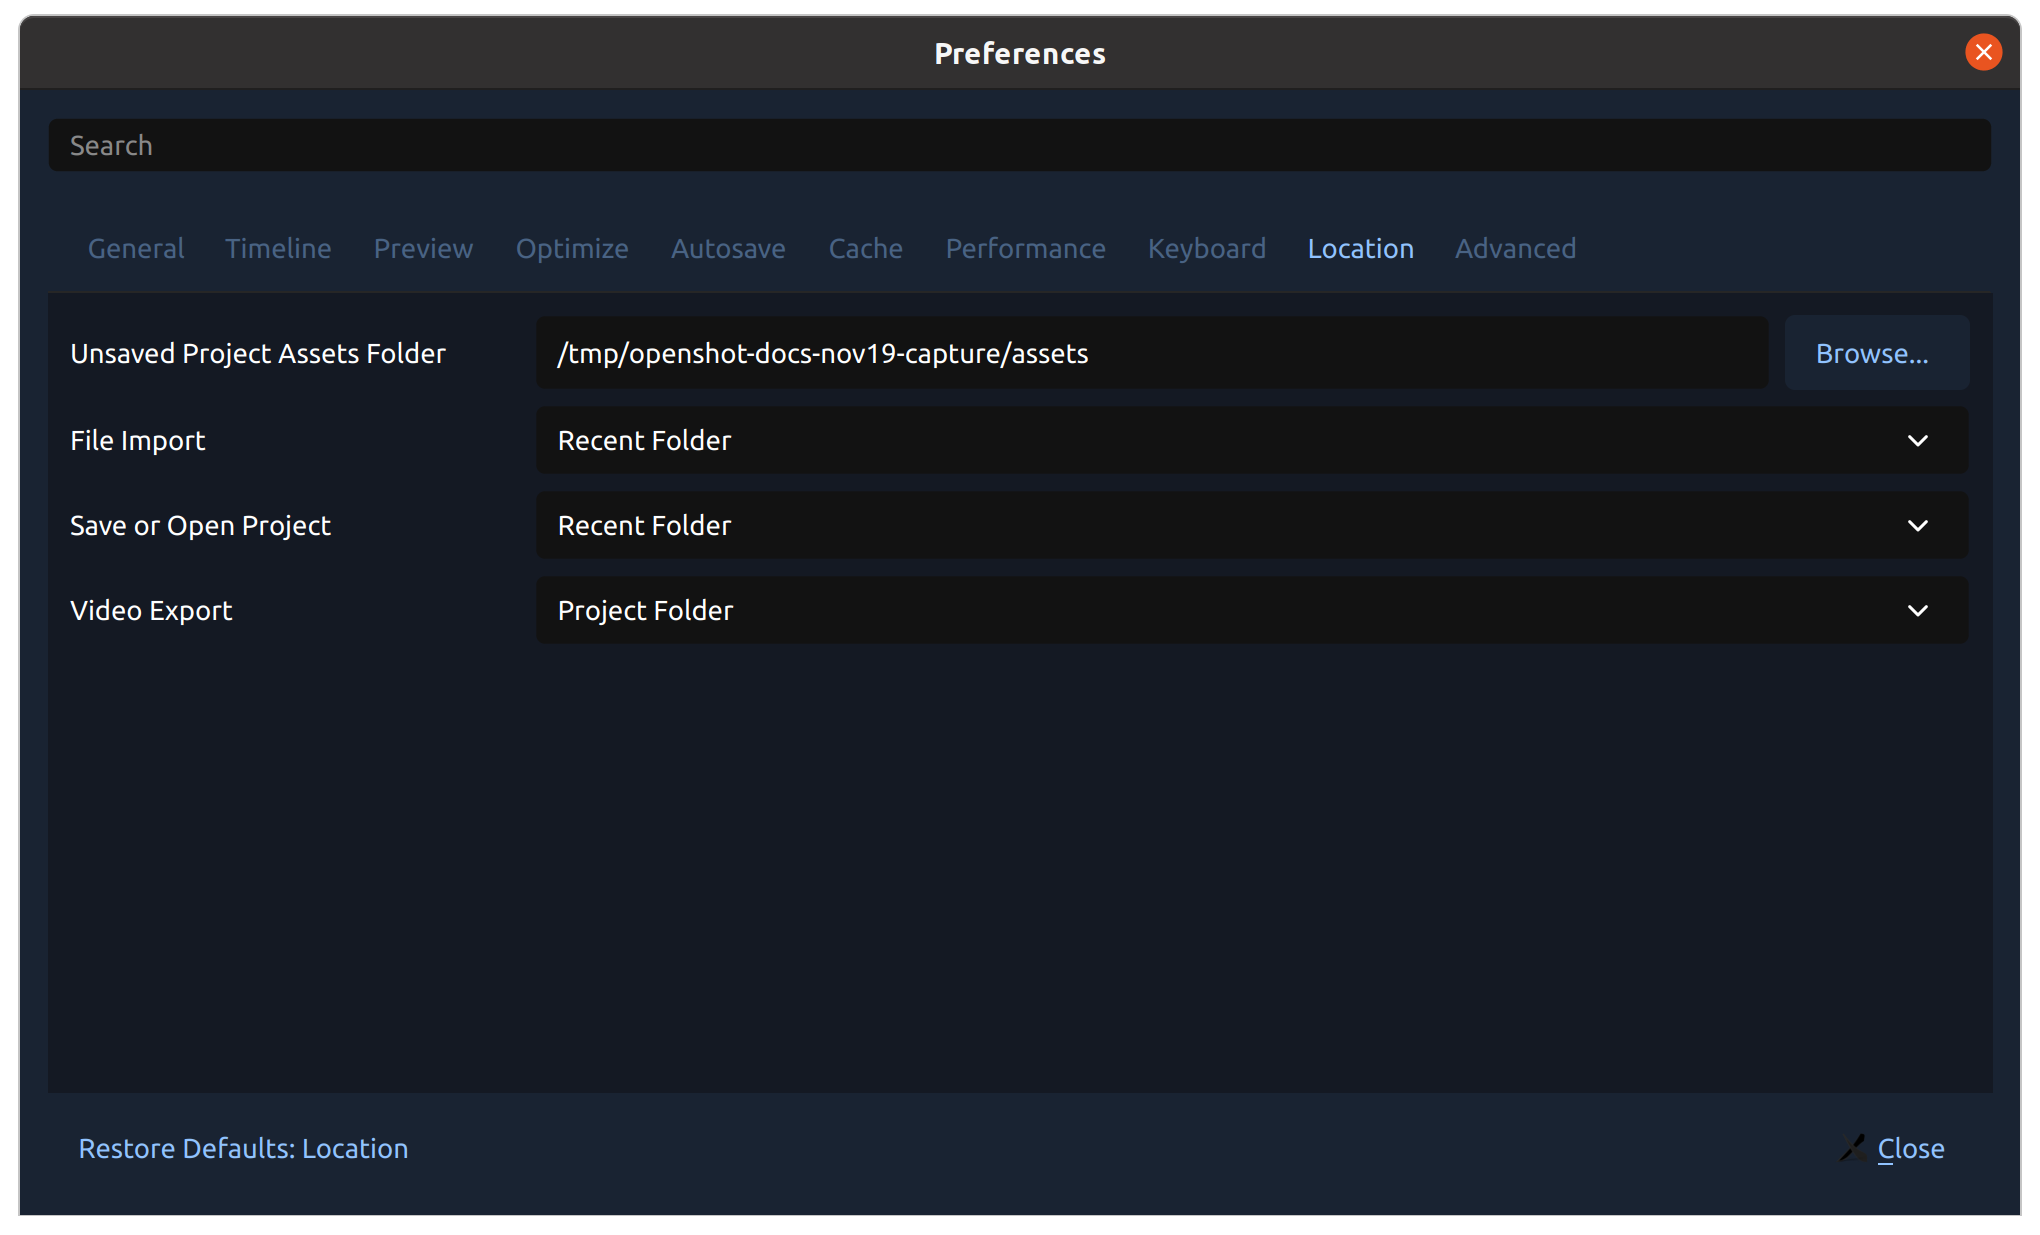 Preferences
Search
General Timeline Preview Optimize Autosave Cache Performance Keyboard Location Advanced
Unsaved Project Assets Folder /tmp/openshot-docs-nov19-capture/assets Browse...
File Import Recent Folder
Save or Open Project Recent Folder
Video Export Project Folder
Restore Defaults: Location Close